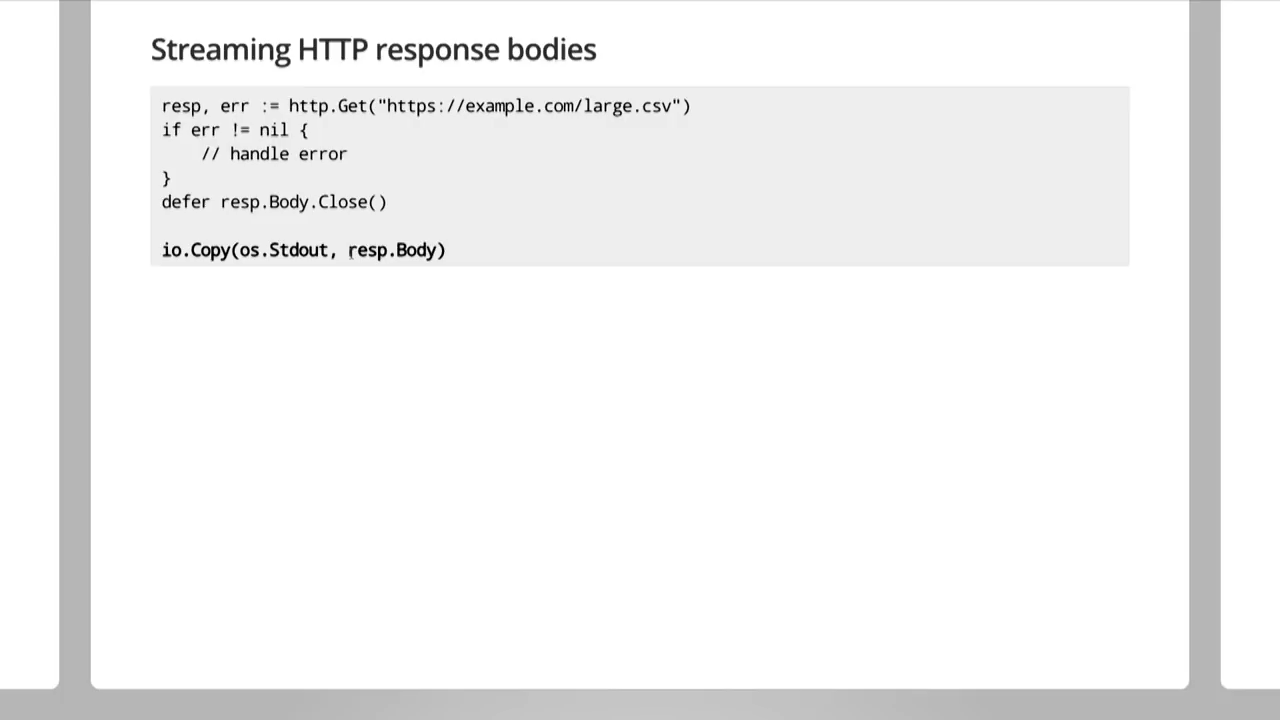 Streaming HTTP response bodies
resp, err := http.Get("https://example.com/large.csv")
if err != nil {
    // handle error
}
defer resp.Body.Close()
io.Copy(os.Stdout, resp.Body)